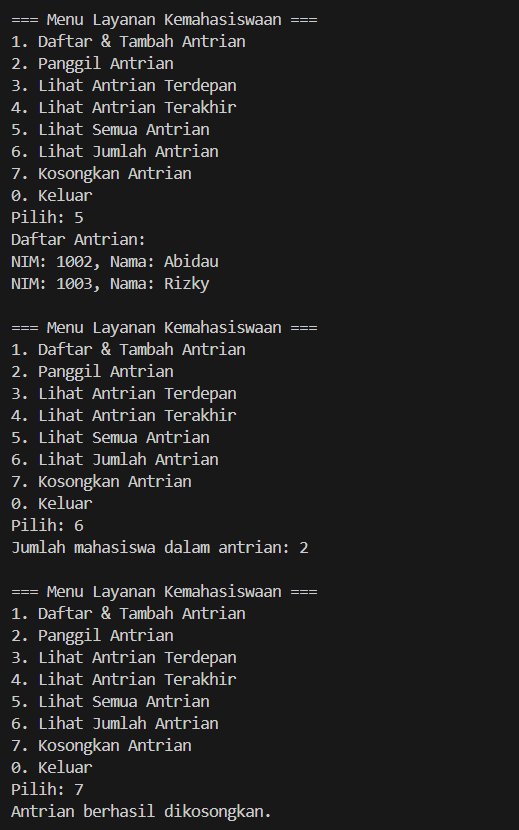 === Menu Layanan Kemahasiswaan ===
1. Daftar & Tambah Antrian
2. Panggil Antrian
3. Lihat Antrian Terdepan
4. Lihat Antrian Terakhir
5. Lihat Semua Antrian
6. Lihat Jumlah Antrian
7. Kosongkan Antrian
0. Keluar
Pilih: 5
Daftar Antrian:
NIM: 1002, Nama: Abidau
NIM: 1003, Nama: Rizky
=== Menu Layanan Kemahasiswaan ===
1. Daftar & Tambah Antrian
2. Panggil Antrian
3. Lihat Antrian Terdepan
4. Lihat Antrian Terakhir
5. Lihat Semua Antrian
6. Lihat Jumlah Antrian
7. Kosongkan Antrian
0. Keluar
Pilih: 6
Jumlah mahasiswa dalam antrian: 2
=== Menu Layanan Kemahasiswaan ===
1. Daftar & Tambah Antrian
2. Panggil Antrian
3. Lihat Antrian Terdepan
4. Lihat Antrian Terakhir
5. Lihat Semua Antrian
6. Lihat Jumlah Antrian
7. Kosongkan Antrian
0. Keluar
Pilih: 7
Antrian berhasil dikosongkan.